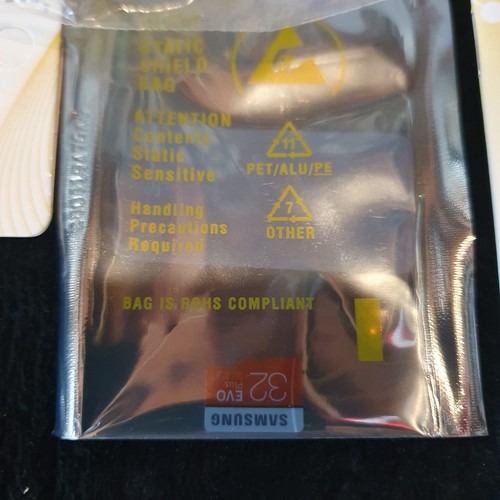 STATIC
SHIELD
BAG
ATTENTION
Contents
Static
Sensitive
Handling
Precautions
Required
11
PET/ALU/PE
7
OTHER
BAG IS ROHS COMPLIANT
32
EVO
Plus
SAMSUNG